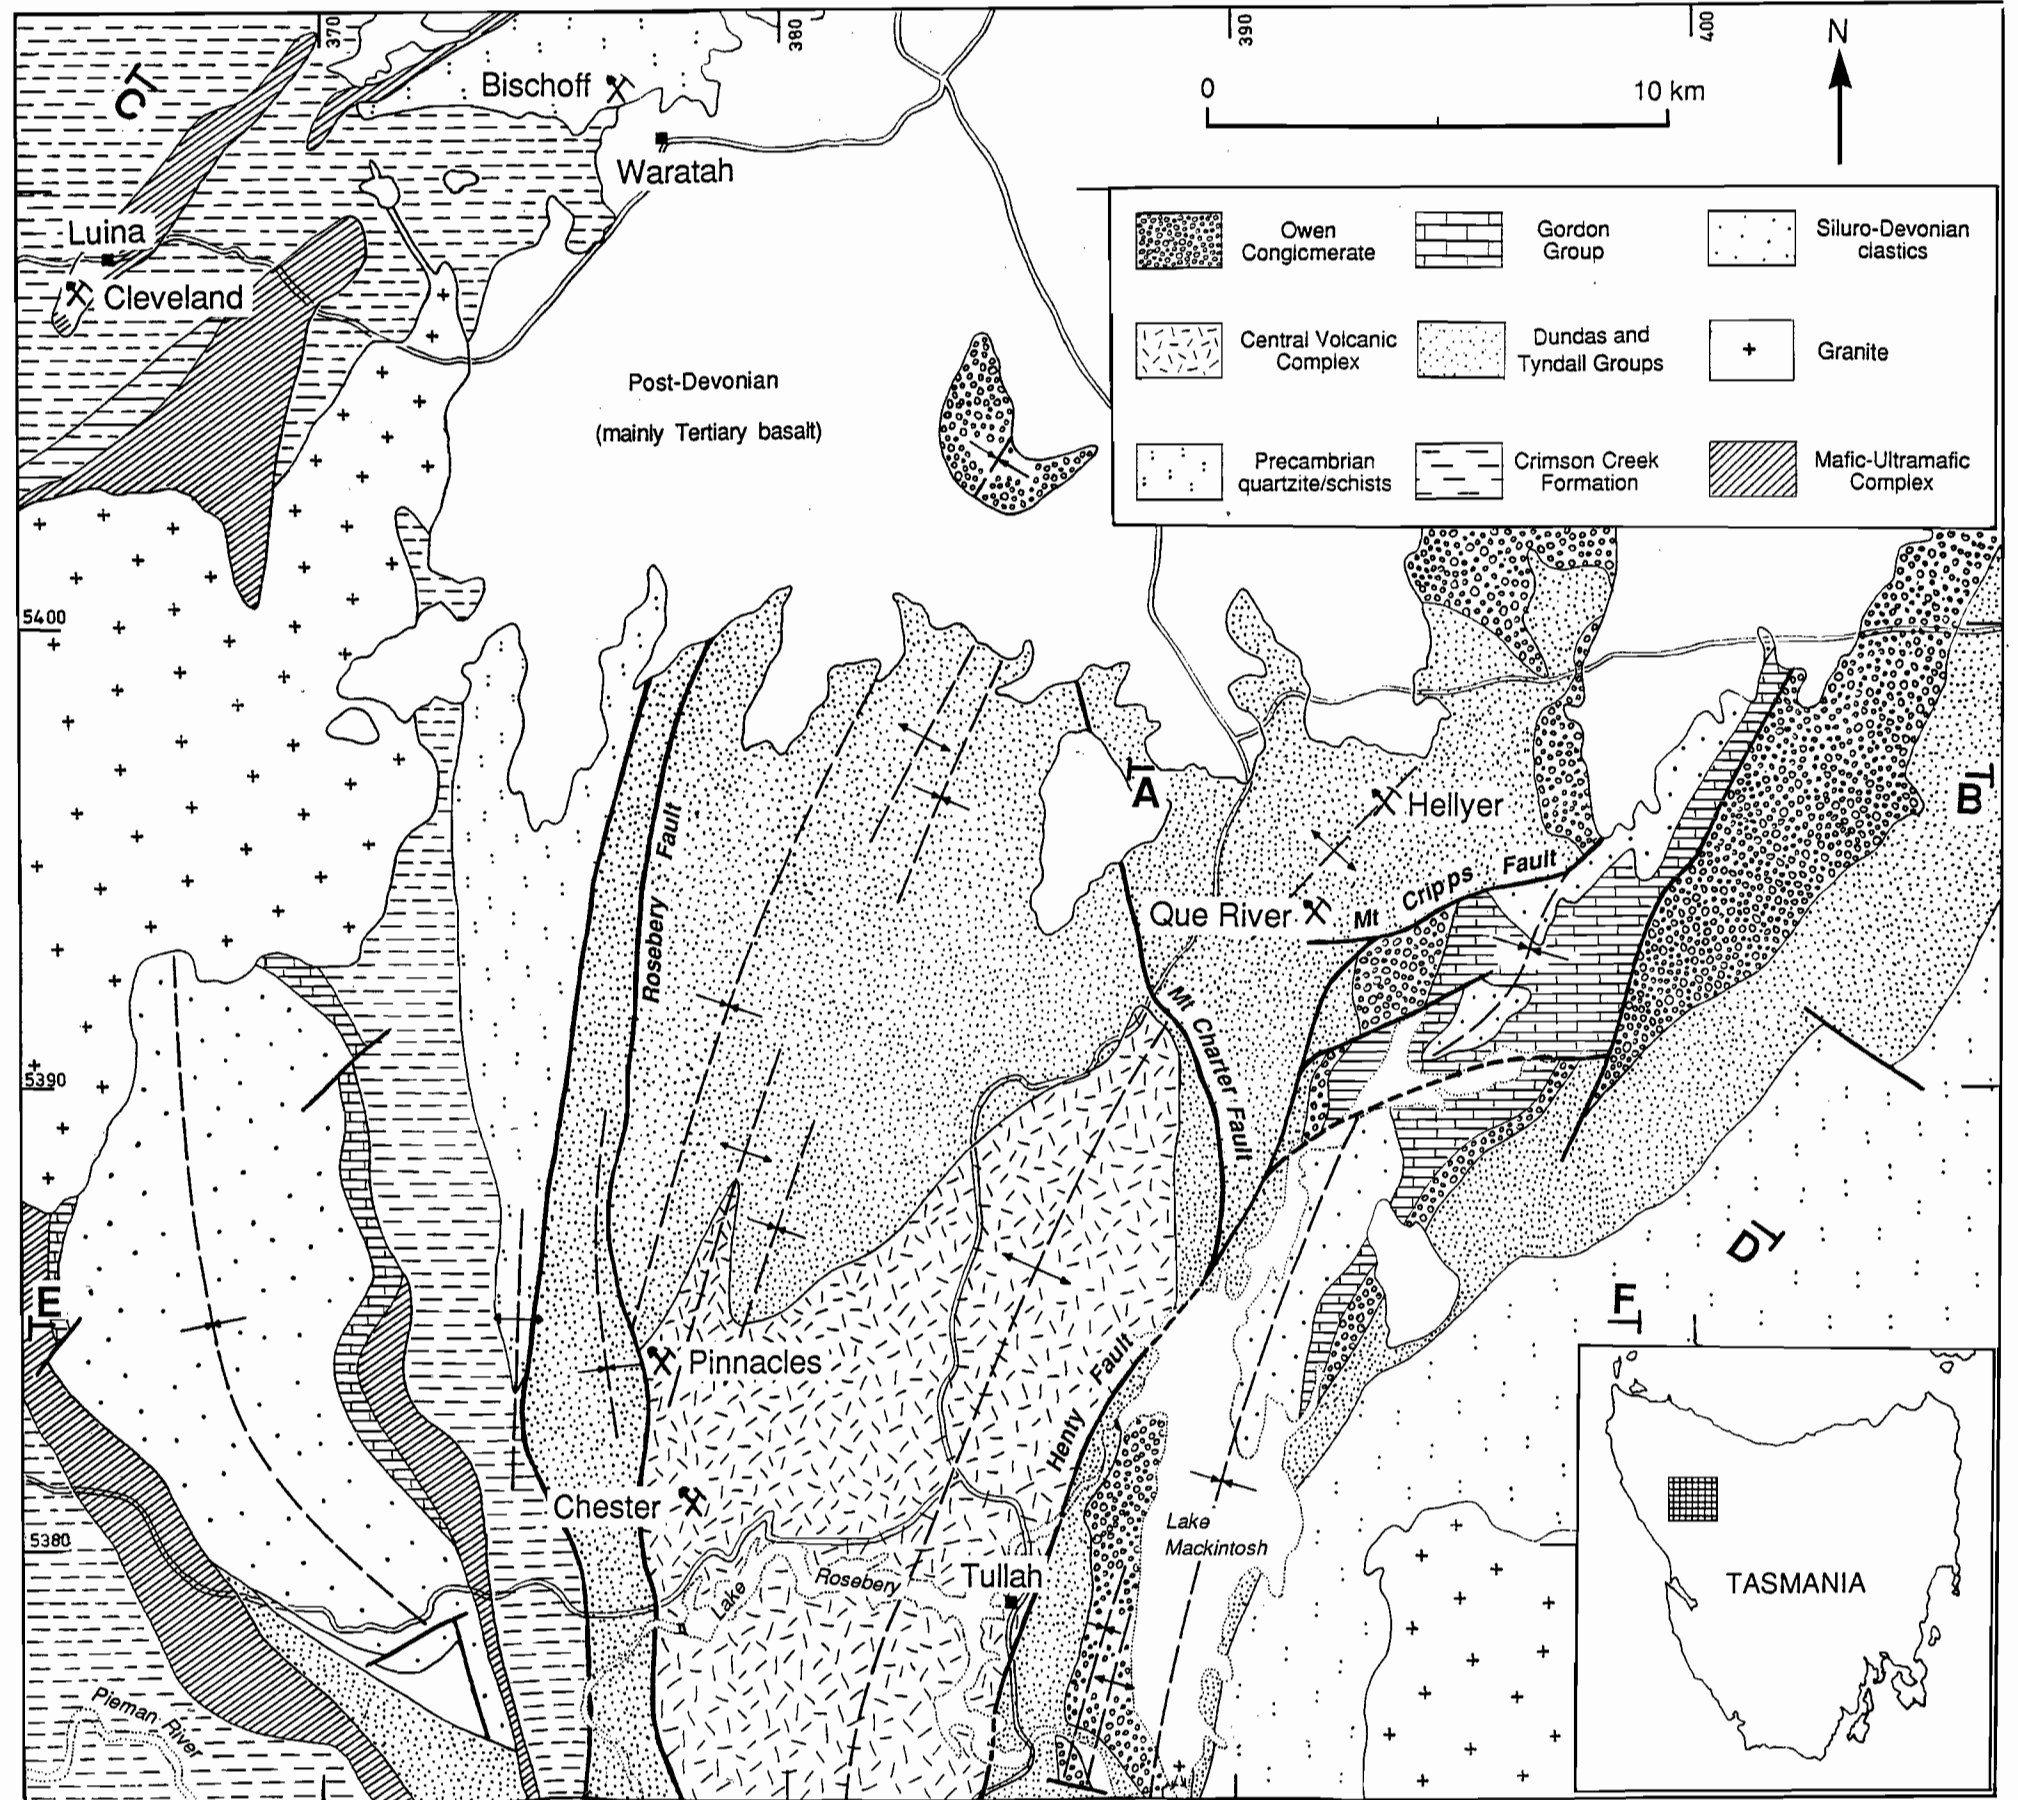 370
380
390
400
N
C
Bischoff
0
10 km
Waratah
Luina
Cleveland
Owen
Conglomerate
Gordon
Group
Siluro-Devonian
clastics
Central Volcanic
Complex
Dundas and
Tyndall Groups
Granite
Precambrian
quartzite/schists
Crimson Creek
Formation
Mafic-Ultramafic
Complex
Post-Devonian
(mainly Tertiary basalt)
5400
A
B
Hellyer
Rosebery Fault
Que River
Mt Cripps Fault
Mt Charter Fault
5390
D
E
F
Pinnacles
Henty Fault
Chester
Lake
Mackintosh
5380
Lake Rosebery
Tullah
TASMANIA
Pieman River